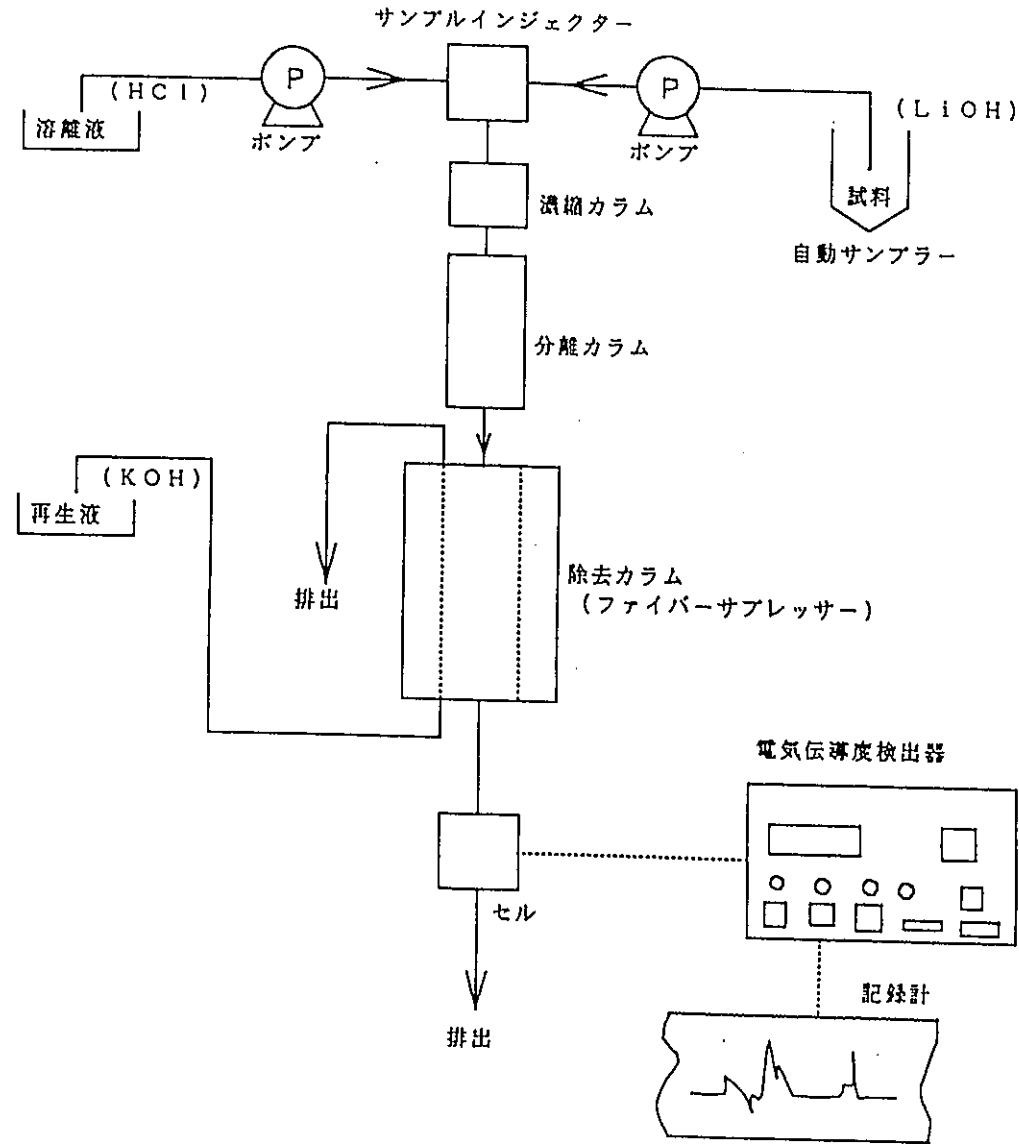 サンプルインジェクター
(HCl)
P
P
(LiOH)
溶離液
ポンプ
ポンプ
濃縮カラム
試料
自動サンプラー
分離カラム
(KOH)
再生液
排出
除去カラム
(ファイバーサプレッサー)
電気伝導度検出器
セル
記録計
排出